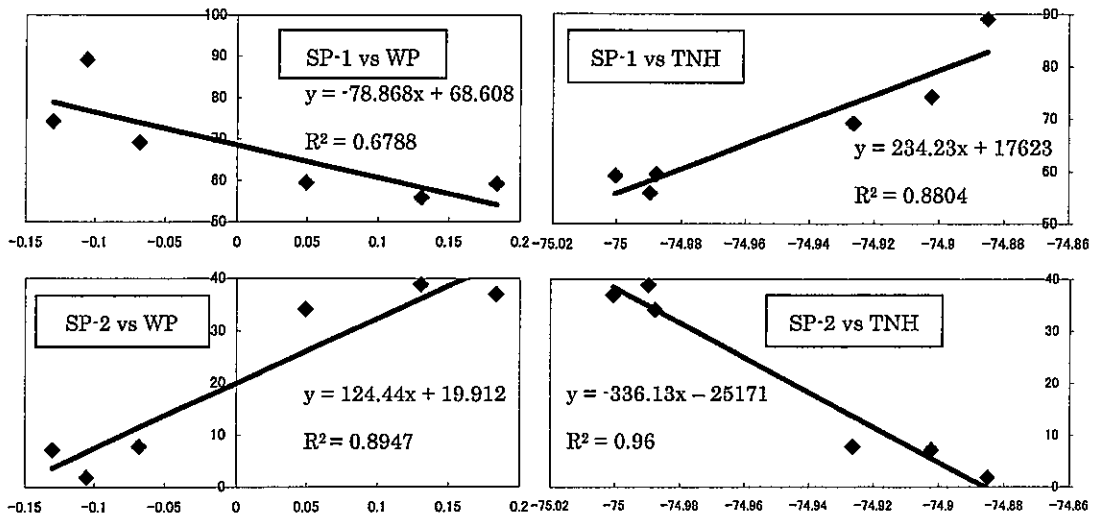 100
90
80
70
60
50
SP-1 vs WP
y = -78.868x + 68.608
R² = 0.6788
-0.15 -0.1 -0.05 0 0.05 0.1 0.15 0.2
90
80
70
60
50
SP-1 vs TNH
y = 234.23x + 17623
R² = 0.8804
-75.02 -75 -74.98 -74.96 -74.94 -74.92 -74.9 -74.88 -74.86
40
30
20
10
0
SP-2 vs WP
y = 124.44x + 19.912
R² = 0.8947
-0.15 -0.1 -0.05 0 0.05 0.1 0.15 0.2
40
30
20
10
0
SP-2 vs TNH
y = -336.13x – 25171
R² = 0.96
-75.02 -75 -74.98 -74.96 -74.94 -74.92 -74.9 -74.88 -74.86